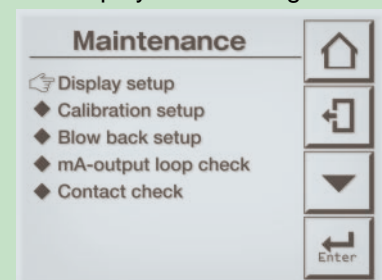 Maintenance
Display setup
Calibration setup
Blow back setup
mA-output loop check
Contact check
Enter